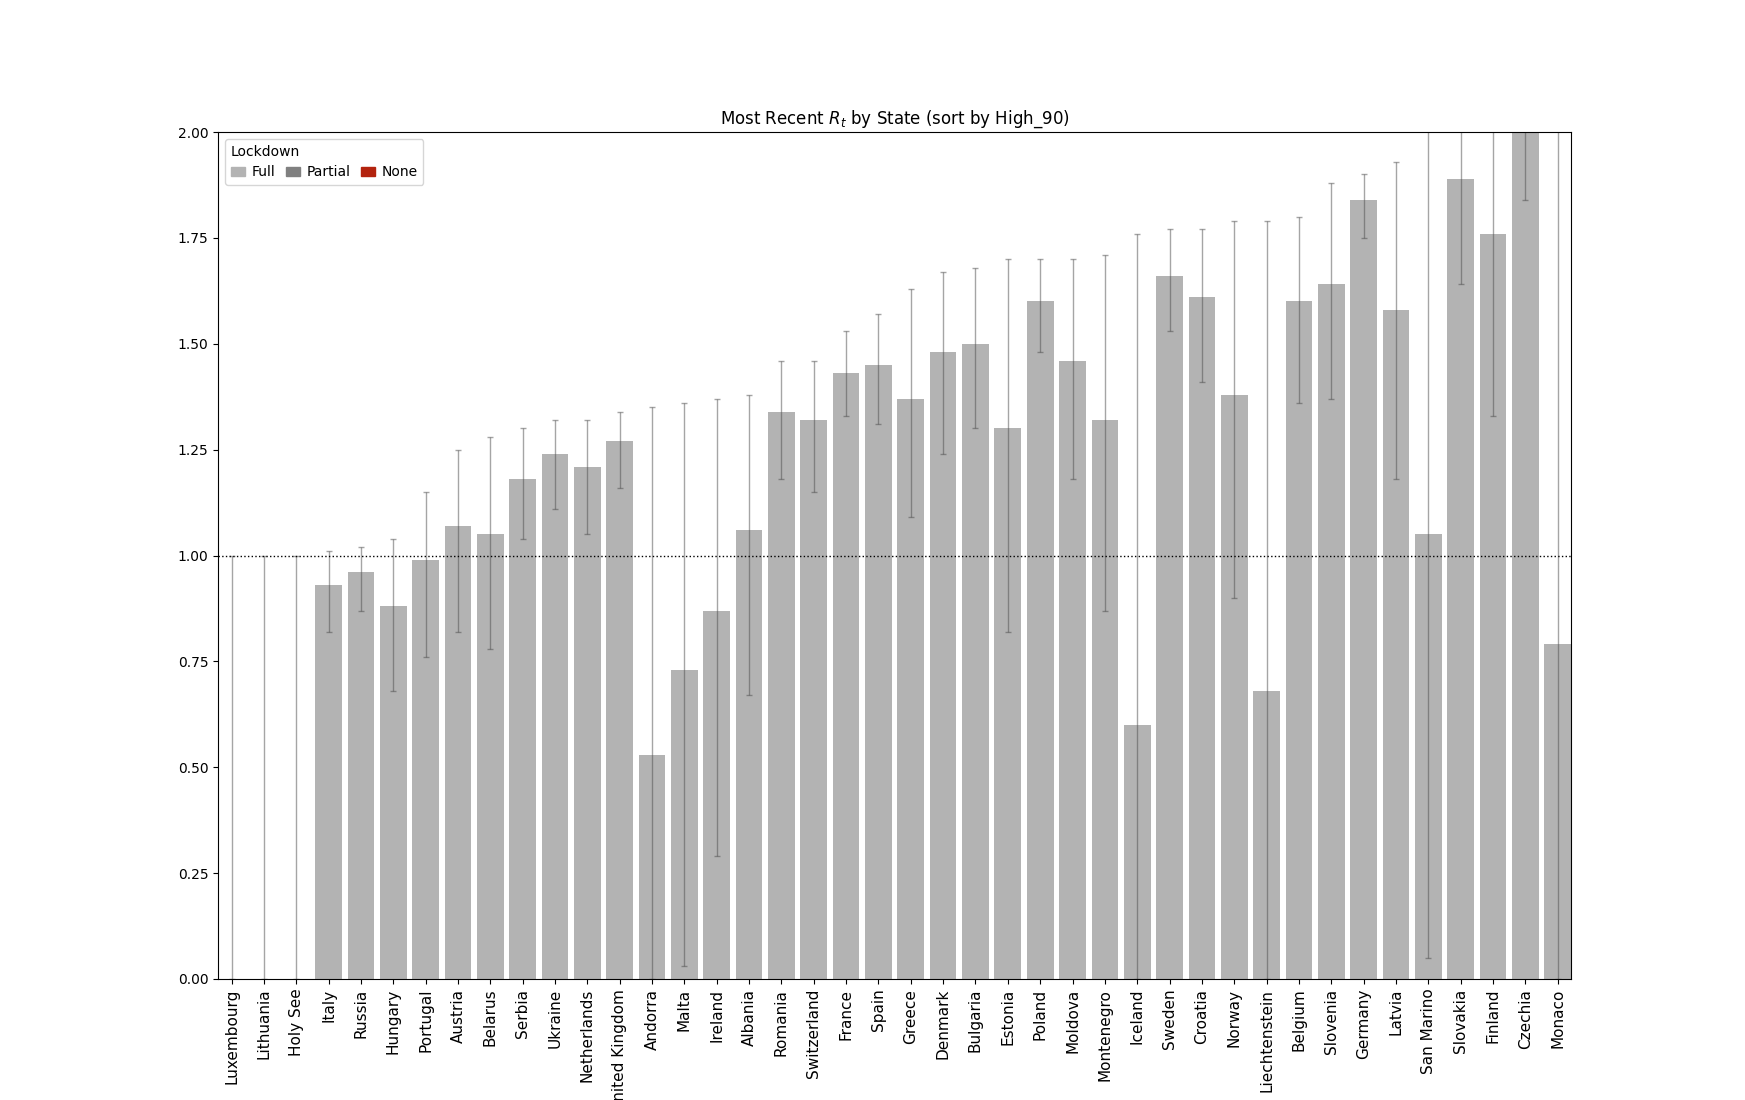 Most Recent R_t by State (sort by High_90)
Lockdown
Full Partial None
2.00
1.75
1.50
1.25
1.00
0.75
0.50
0.25
0.00
Luxembourg
Lithuania
Holy See
Italy
Russia
Hungary
Portugal
Austria
Belarus
Serbia
Ukraine
Netherlands
nited Kingdom
Andorra
Malta
Ireland
Albania
Romania
Switzerland
France
Spain
Greece
Denmark
Bulgaria
Estonia
Poland
Moldova
Montenegro
Iceland
Sweden
Croatia
Norway
Liechtenstein
Belgium
Slovenia
Germany
Latvia
San Marino
Slovakia
Finland
Czechia
Monaco